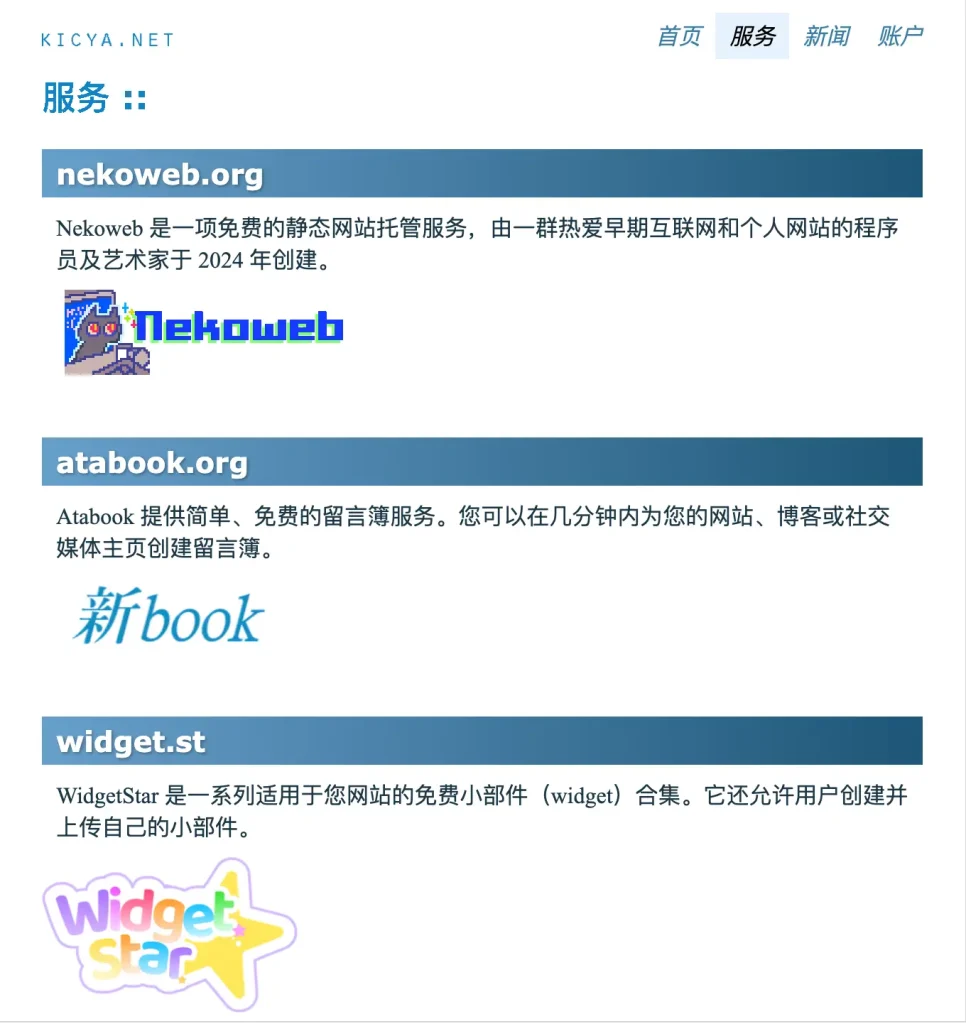 KICYA.NET
首页 服务 新闻 账户
服务 ::
nekoweb.org
Nekoweb 是一项免费的静态网站托管服务，由一群热爱早期互联网和个人网站的程序
员及艺术家于 2024 年创建。
Nekoweb
atabook.org
Atabook 提供简单、免费的留言簿服务。您可以在几分钟内为您的网站、博客或社交
媒体主页创建留言簿。
新book
widget.st
WidgetStar 是一系列适用于您网站的免费小部件（widget）合集。它还允许用户创建并
上传自己的小部件。
Widget
Star